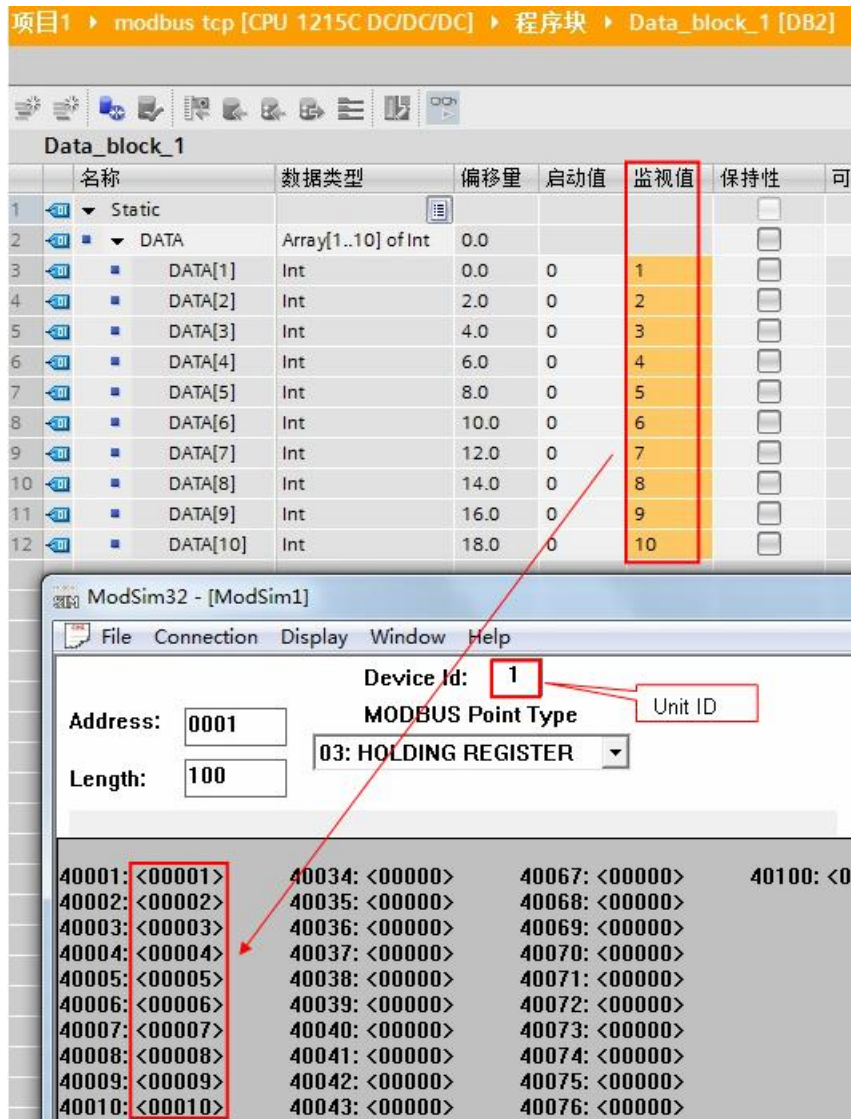 项目1 ▸ modbus tcp [CPU 1215C DC/DC/DC] ▸ 程序块 ▸ Data_block_1 [DB2]
Data_block_1
名称 数据类型 偏移量 启动值 监视值 保持性 可
1 Static
2 DATA Array[1..10] of Int 0.0
3 DATA[1] Int 0.0 0 1
4 DATA[2] Int 2.0 0 2
5 DATA[3] Int 4.0 0 3
6 DATA[4] Int 6.0 0 4
7 DATA[5] Int 8.0 0 5
8 DATA[6] Int 10.0 0 6
9 DATA[7] Int 12.0 0 7
10 DATA[8] Int 14.0 0 8
11 DATA[9] Int 16.0 0 9
12 DATA[10] Int 18.0 0 10
ModSim32 - [ModSim1]
File Connection Display Window Help
Device Id: 1
Unit ID
Address: 0001 MODBUS Point Type
03: HOLDING REGISTER
Length: 100
40001: <00001> 40034: <00000> 40067: <00000> 40100: <0
40002: <00002> 40035: <00000> 40068: <00000>
40003: <00003> 40036: <00000> 40069: <00000>
40004: <00004> 40037: <00000> 40070: <00000>
40005: <00005> 40038: <00000> 40071: <00000>
40006: <00006> 40039: <00000> 40072: <00000>
40007: <00007> 40040: <00000> 40073: <00000>
40008: <00008> 40041: <00000> 40074: <00000>
40009: <00009> 40042: <00000> 40075: <00000>
40010: <00010> 40043: <00000> 40076: <00000>